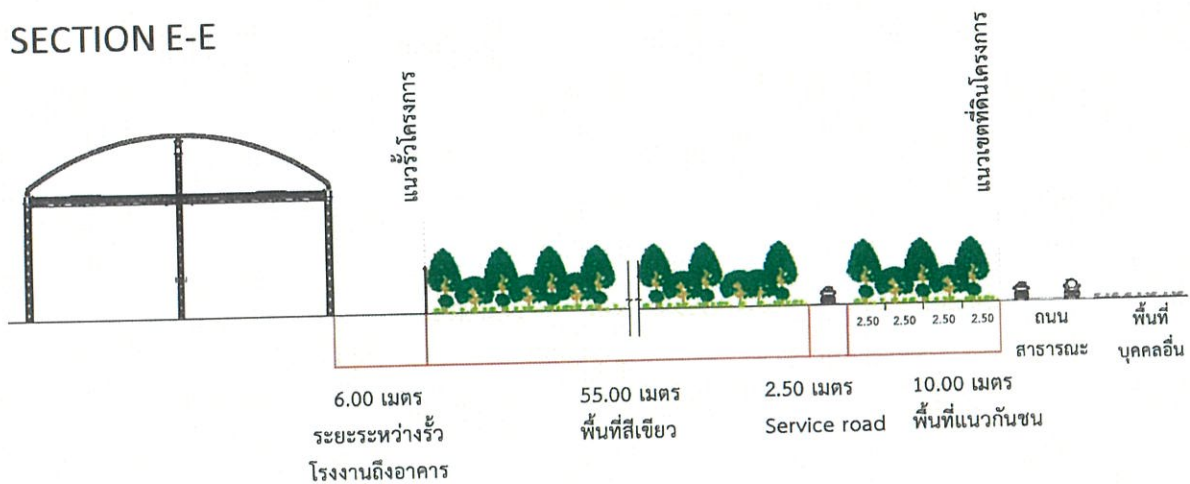 SECTION E-E
แนวรั้วโครงการ
แนวเขตที่ดินโครงการ
2.50 2.50 2.50 2.50
ถนน
สาธารณะ
พื้นที่
บุคคลอื่น
6.00 เมตร
ระยะระหว่างรั้ว
โรงงานถึงอาคาร
55.00 เมตร
พื้นที่สีเขียว
2.50 เมตร
Service road
10.00 เมตร
พื้นที่แนวกันชน